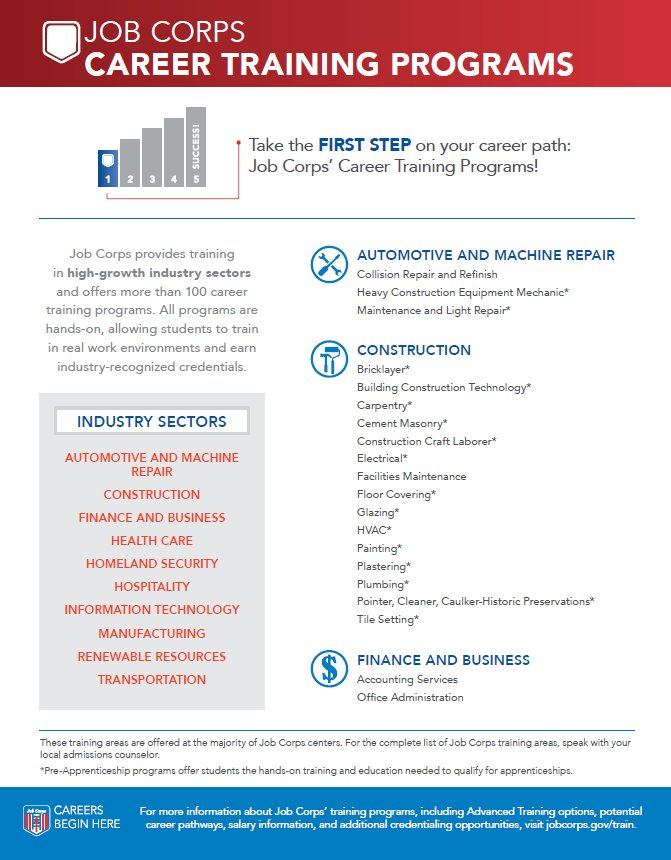 JOB CORPS
CAREER TRAINING PROGRAMS
1
2
3
4
5
SUCCESS!
Take the FIRST STEP on your career path:
Job Corps’ Career Training Programs!
Job Corps provides training
in high-growth industry sectors
and offers more than 100 career
training programs. All programs are
hands-on, allowing students to train
in real work environments and earn
industry-recognized credentials.
INDUSTRY SECTORS
AUTOMOTIVE AND MACHINE
REPAIR
CONSTRUCTION
FINANCE AND BUSINESS
HEALTH CARE
HOMELAND SECURITY
HOSPITALITY
INFORMATION TECHNOLOGY
MANUFACTURING
RENEWABLE RESOURCES
TRANSPORTATION
AUTOMOTIVE AND MACHINE REPAIR
Collision Repair and Refinish
Heavy Construction Equipment Mechanic*
Maintenance and Light Repair*
CONSTRUCTION
Bricklayer*
Building Construction Technology*
Carpentry*
Cement Masonry*
Construction Craft Laborer*
Electrical*
Facilities Maintenance
Floor Covering*
Glazing*
HVAC*
Painting*
Plastering*
Plumbing*
Pointer, Cleaner, Caulker-Historic Preservations*
Tile Setting*
$
FINANCE AND BUSINESS
Accounting Services
Office Administration
These training areas are offered at the majority of Job Corps centers. For the complete list of Job Corps training areas, speak with your
local admissions counselor.
*Pre-Apprenticeship programs offer students the hands-on training and education needed to qualify for apprenticeships.
Job Corps
CAREERS
BEGIN HERE
For more information about Job Corps’ training programs, including Advanced Training options, potential
career pathways, salary information, and additional credentialing opportunities, visit jobcorps.gov/train.